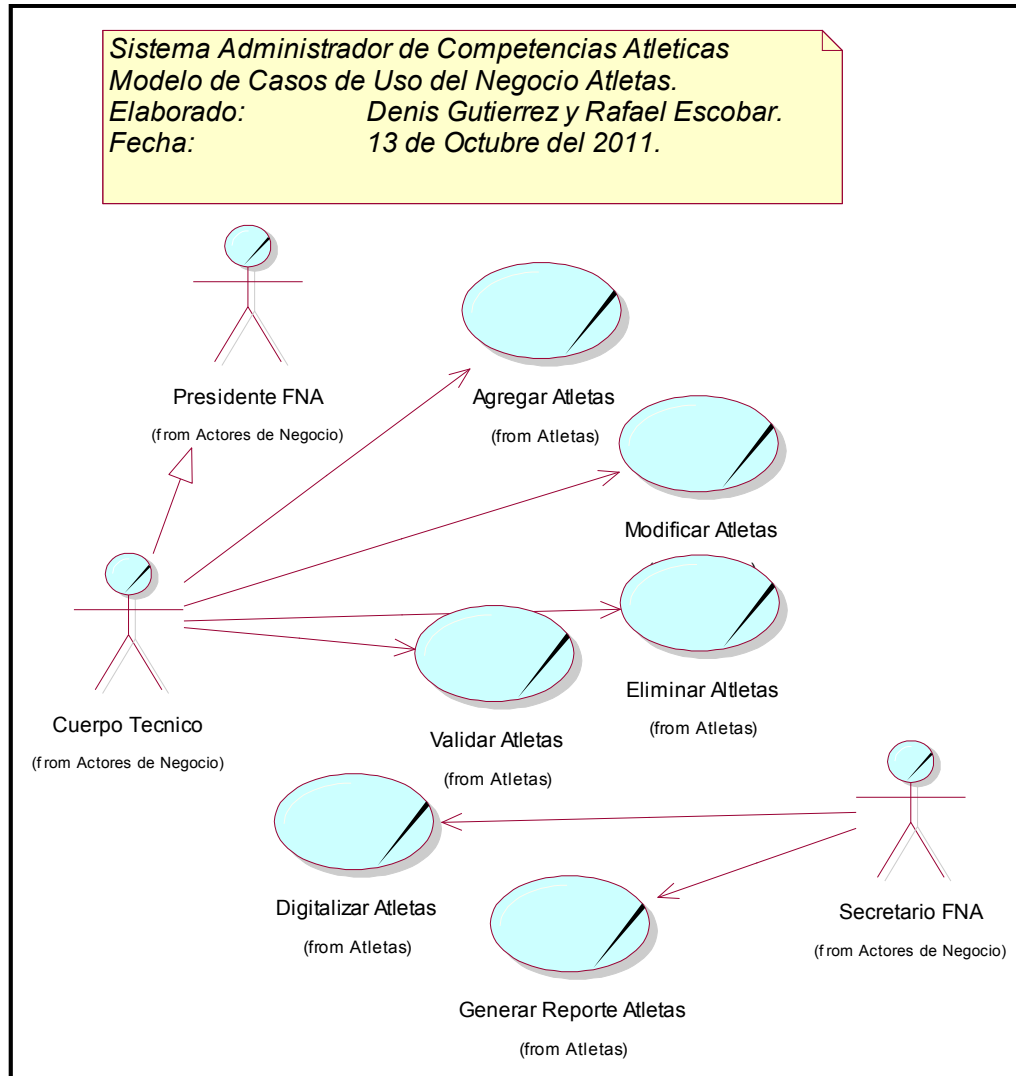 Sistema Administrador de Competencias Atleticas
Modelo de Casos de Uso del Negocio Atletas.
Elaborado: Denis Gutierrez y Rafael Escobar.
Fecha: 13 de Octubre del 2011.
Presidente FNA
(from Actores de Negocio)
Agregar Atletas
(from Atletas)
Modificar Atletas
Eliminar Altletas
(from Atletas)
Cuerpo Tecnico
(from Actores de Negocio)
Validar Atletas
(from Atletas)
Digitalizar Atletas
(from Atletas)
Secretario FNA
(from Actores de Negocio)
Generar Reporte Atletas
(from Atletas)